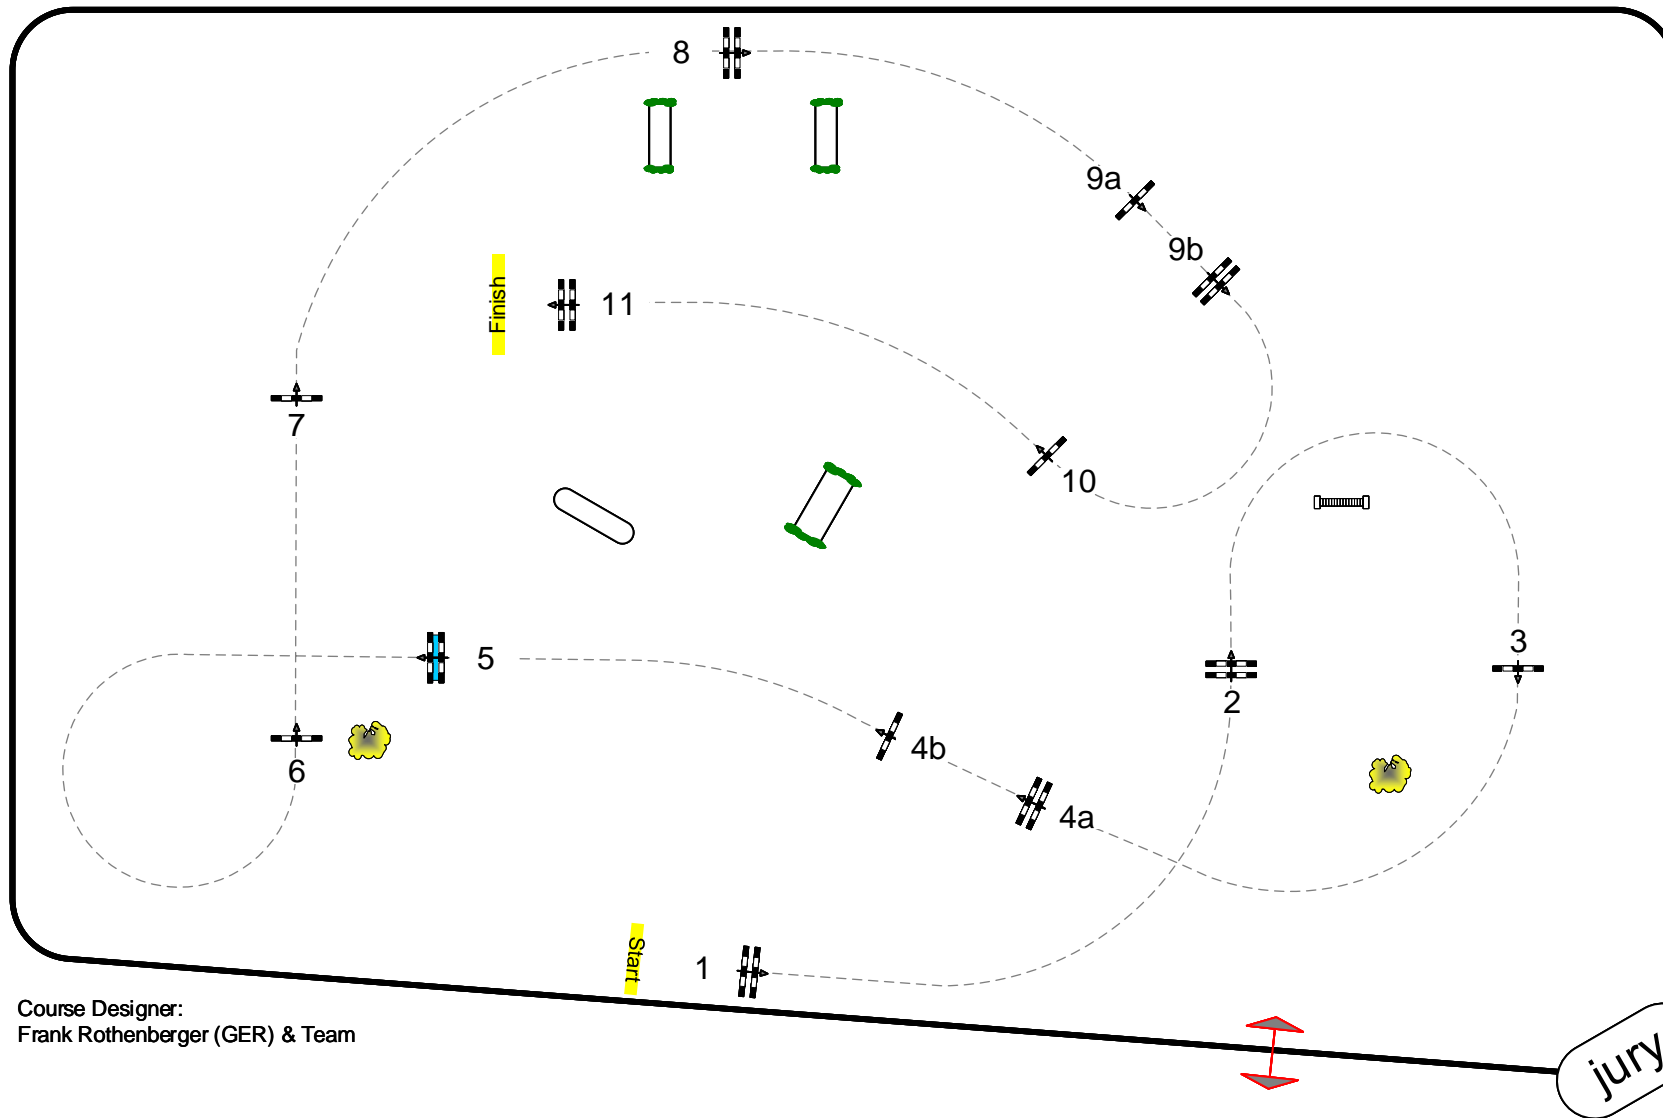 8
9a
9b
Finish
11
7
10
3
5
2
4b
6
4a
Start
1
Course Designer:
Frank Rothenberger (GER) & Team
jury